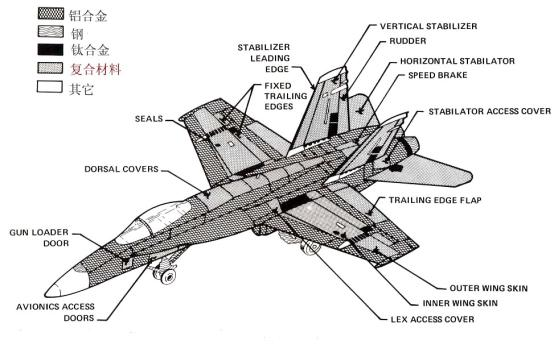 铝合金
钢
钛合金
复合材料
其它
VERTICAL STABILIZER
RUDDER
HORIZONTAL STABILATOR
SPEED BRAKE
STABILATOR ACCESS COVER
STABILIZER
LEADING
EDGE
FIXED
TRAILING
EDGES
SEALS
DORSAL COVERS
GUN LOADER
DOOR
AVIONICS ACCESS
DOORS
TRAILING EDGE FLAP
OUTER WING SKIN
INNER WING SKIN
LEX ACCESS COVER